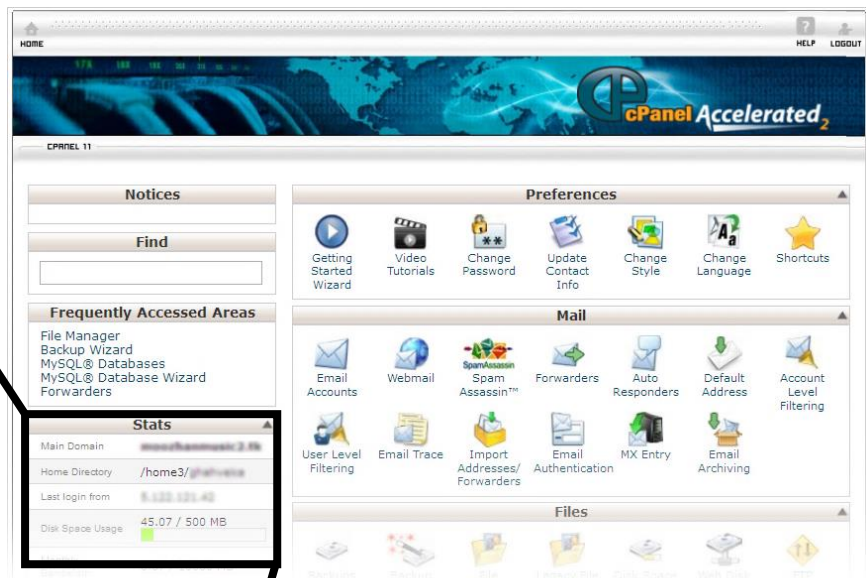 HOME
HELP LOGOUT
cPanel Accelerated2
CPANEL 11
Notices
Find
Frequently Accessed Areas
File Manager
Backup Wizard
MySQL® Databases
MySQL® Database Wizard
Forwarders
Stats
Main Domain
Home Directory /home3/
Last login from
Disk Space Usage 45.07 / 500 MB
Preferences
Getting Started Wizard
Video Tutorials
Change Password
Update Contact Info
Change Style
Change Language
Shortcuts
Mail
Email Accounts
Webmail
SpamAssassin
Spam Assassin™
Forwarders
Auto Responders
Default Address
Account Level Filtering
User Level Filtering
Email Trace
Import Addresses/ Forwarders
Email Authentication
MX Entry
Email Archiving
Files